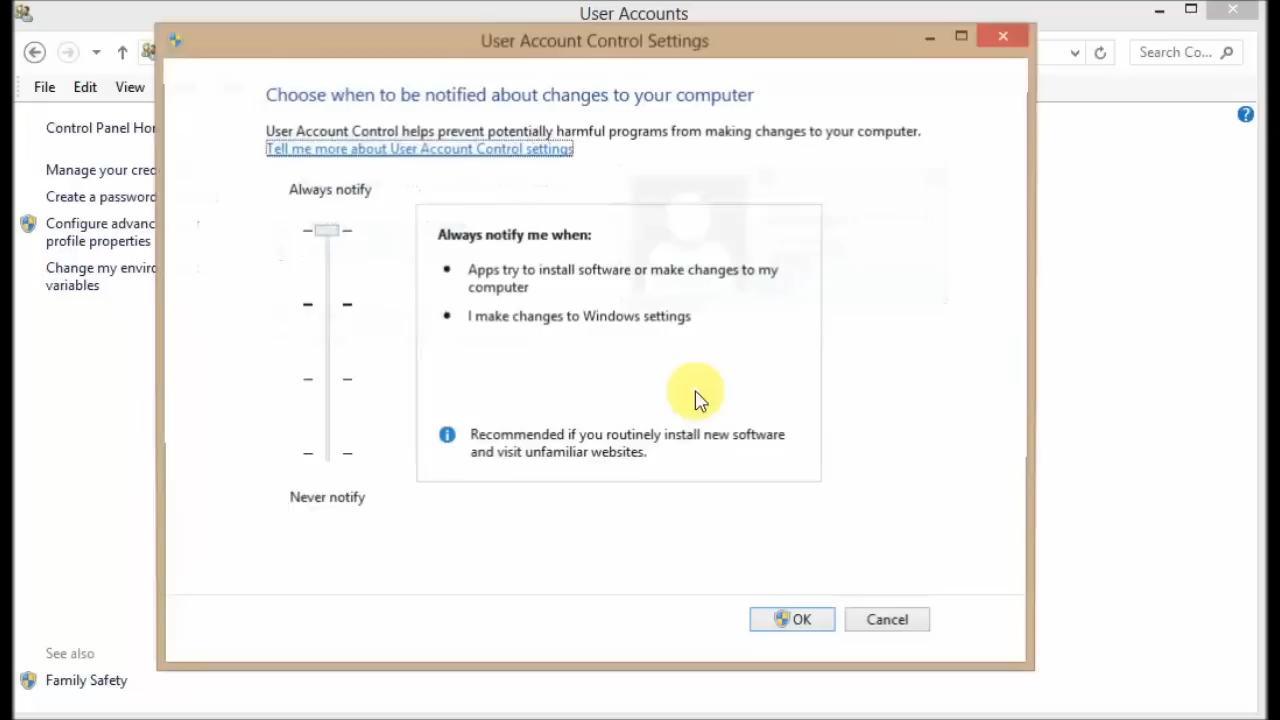 User Accounts
User Account Control Settings
Search Co...
File Edit View
Choose when to be notified about changes to your computer
Control Panel Ho
User Account Control helps prevent potentially harmful programs from making changes to your computer.
Tell me more about User Account Control settings
Manage your cre
Create a password
Configure advanc
profile properties
Change my enviro
variables
Always notify
Always notify me when:
• Apps try to install software or make changes to my
computer
• I make changes to Windows settings
Recommended if you routinely install new software
and visit unfamiliar websites.
Never notify
OK Cancel
See also
Family Safety